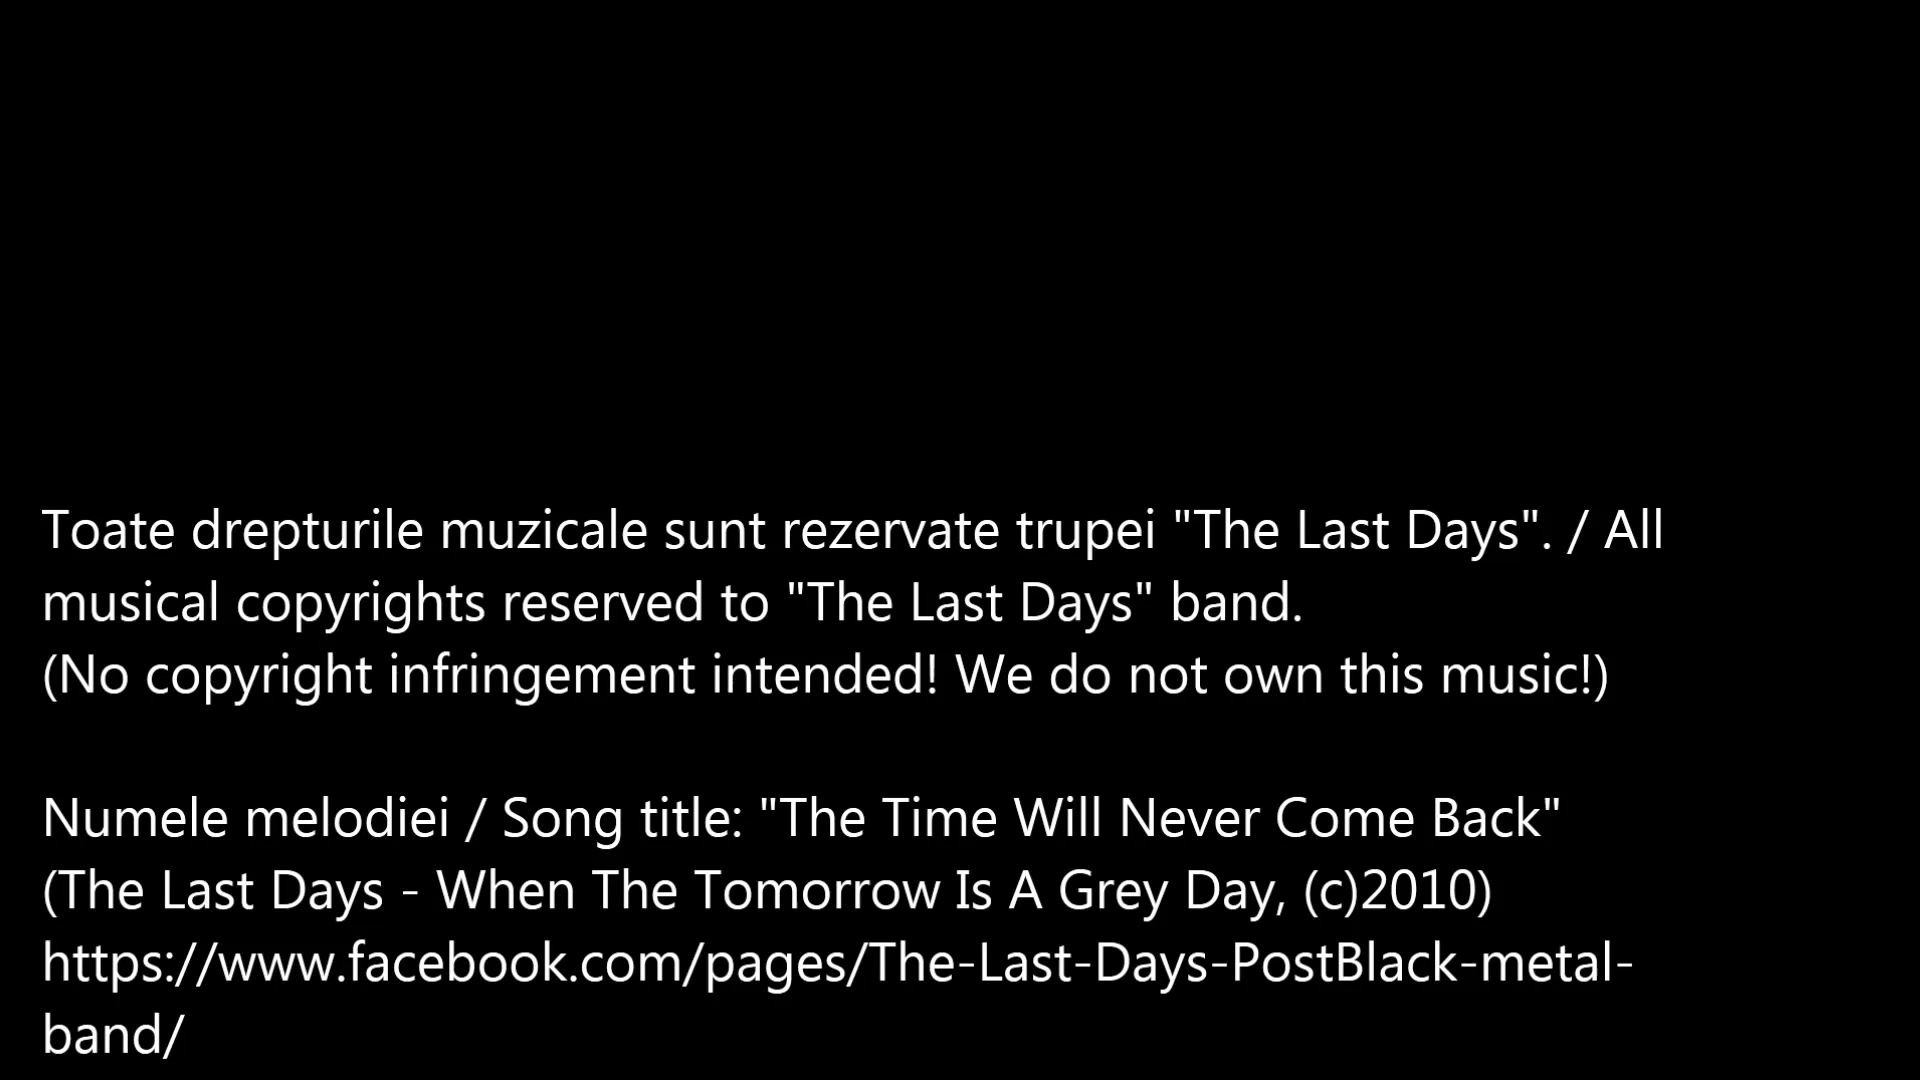 Toate drepturile muzicale sunt rezervate trupei "The Last Days". / All
musical copyrights reserved to "The Last Days" band.
(No copyright infringement intended! We do not own this music!)
Numele melodiei / Song title: "The Time Will Never Come Back"
(The Last Days - When The Tomorrow Is A Grey Day, (c)2010)
https://www.facebook.com/pages/The-Last-Days-PostBlack-metal-
band/